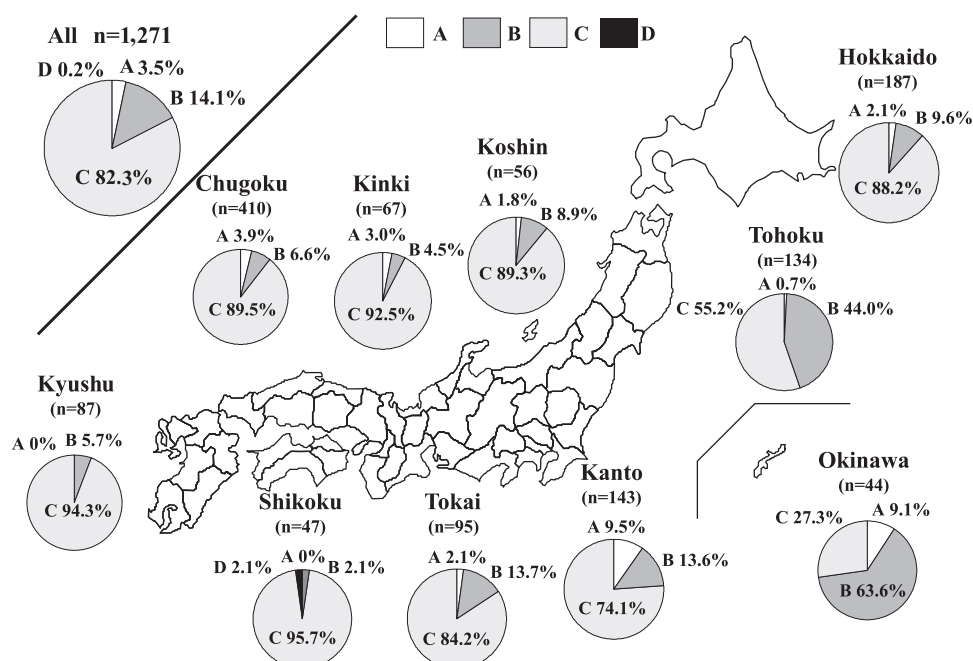 All n=1,271
D 0.2% A 3.5%
B 14.1%
C 82.3%
A B C D
Hokkaido
(n=187)
A 2.1% B 9.6%
C 88.2%
Koshin
(n=56)
A 1.8%
B 8.9%
C 89.3%
Chugoku
(n=410)
A 3.9%
B 6.6%
C 89.5%
Kinki
(n=67)
A 3.0%
B 4.5%
C 92.5%
Tohoku
(n=134)
A 0.7%
C 55.2% B 44.0%
Kyushu
(n=87)
A 0% B 5.7%
C 94.3%
Shikoku
(n=47)
A 0%
D 2.1% B 2.1%
C 95.7%
Tokai
(n=95)
A 2.1%
B 13.7%
C 84.2%
Kanto
(n=143)
A 9.5%
B 13.6%
C 74.1%
Okinawa
(n=44)
C 27.3% A 9.1%
B 63.6%